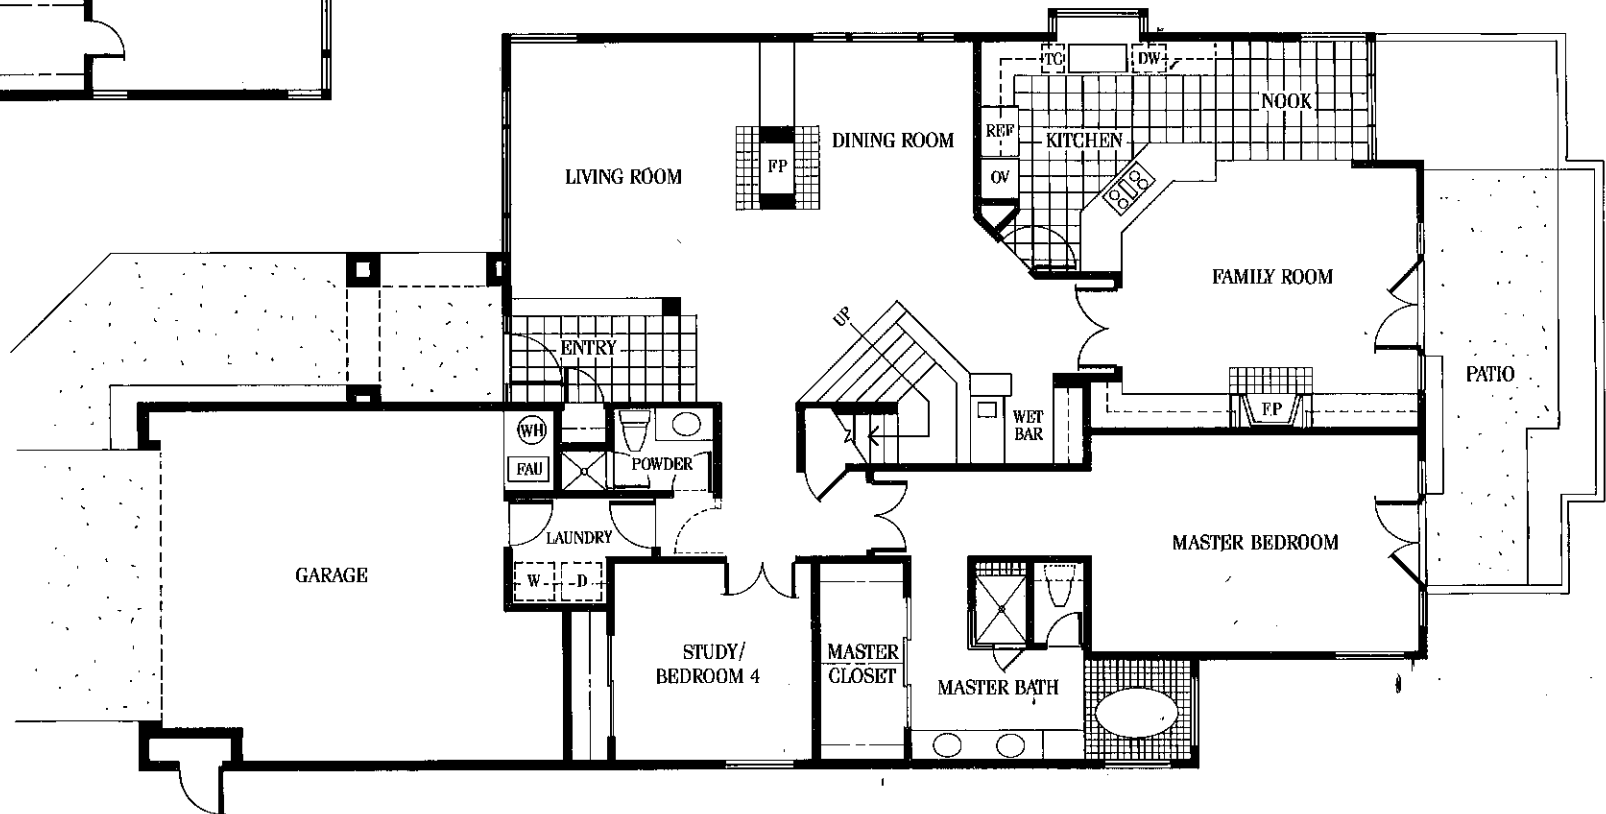 TC
DW
NOOK
REF
KITCHEN
DINING ROOM
FP
LIVING ROOM
OV
FAMILY ROOM
UP
ENTRY
PATIO
FP
WET
BAR
WH
FAU
POWDER
LAUNDRY
MASTER BEDROOM
W
D
GARAGE
STUDY/
BEDROOM 4
MASTER
CLOSET
MASTER BATH